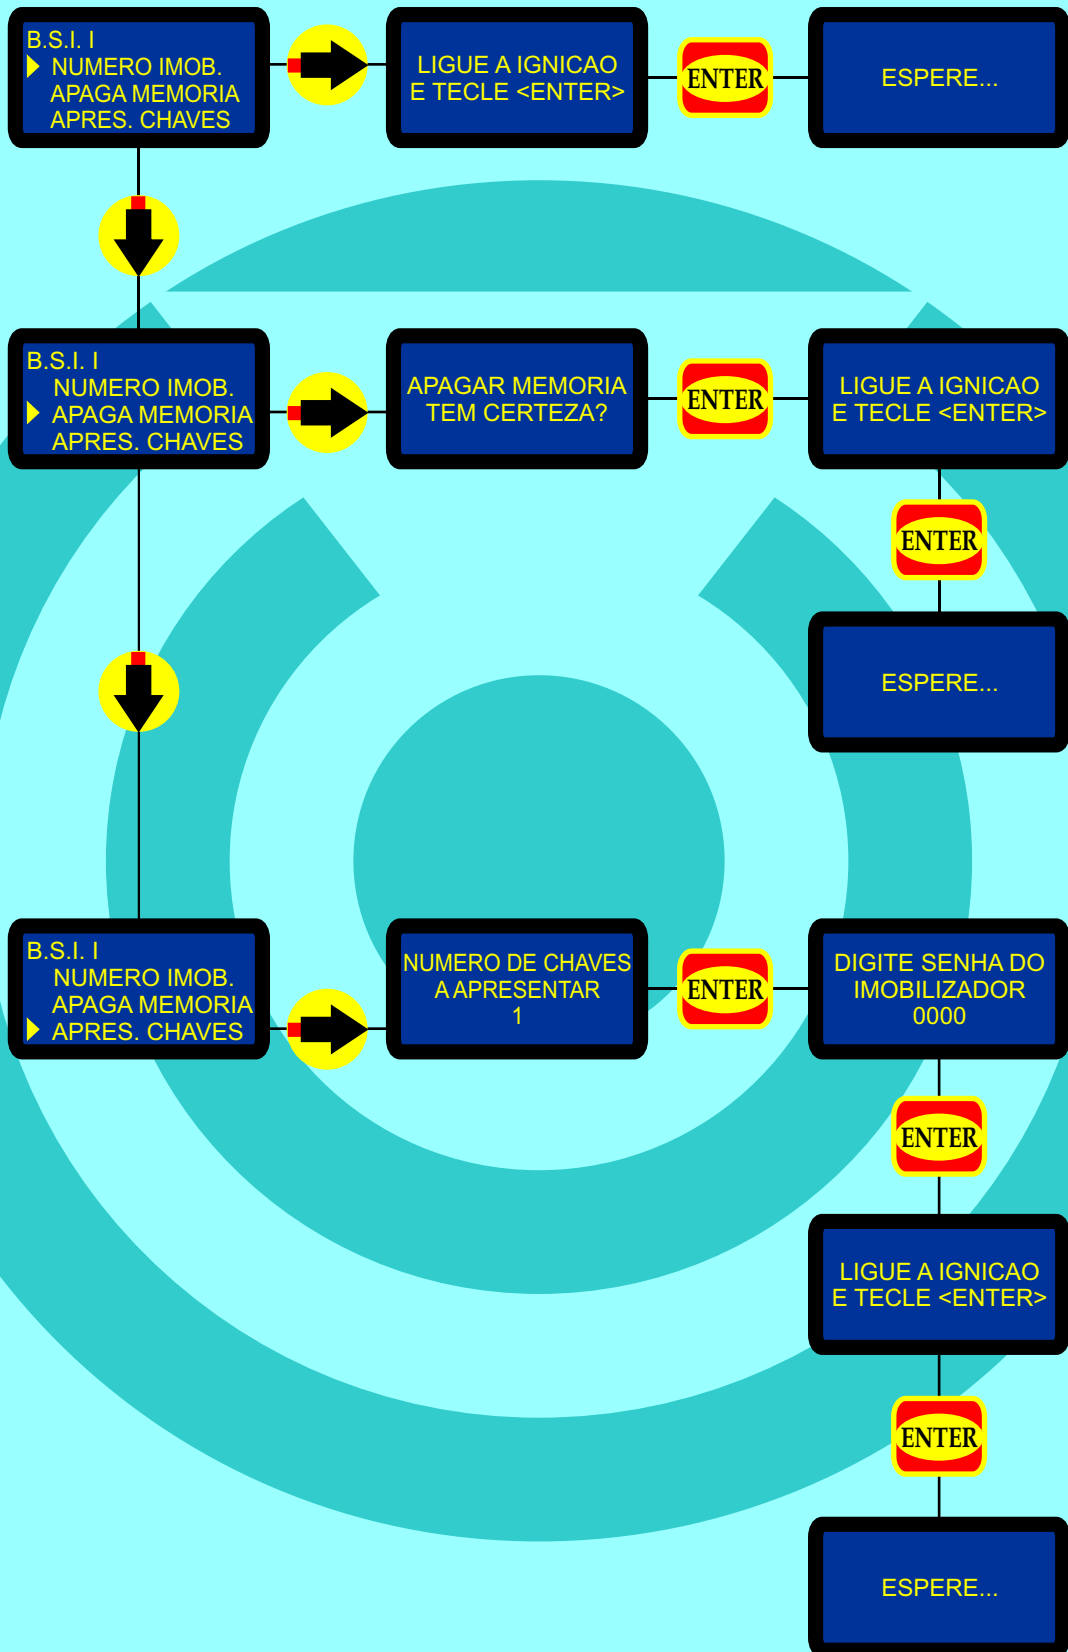 B.S.I. I
NUMERO IMOB.
APAGA MEMORIA
APRES. CHAVES
LIGUE A IGNICAO
E TECLE <ENTER>
ENTER
ESPERE...
B.S.I. I
NUMERO IMOB.
APAGA MEMORIA
APRES. CHAVES
APAGAR MEMORIA
TEM CERTEZA?
ENTER
LIGUE A IGNICAO
E TECLE <ENTER>
ENTER
ESPERE...
B.S.I. I
NUMERO IMOB.
APAGA MEMORIA
APRES. CHAVES
NUMERO DE CHAVES
A APRESENTAR
1
ENTER
DIGITE SENHA DO
IMOBILIZADOR
0000
ENTER
LIGUE A IGNICAO
E TECLE <ENTER>
ENTER
ESPERE...